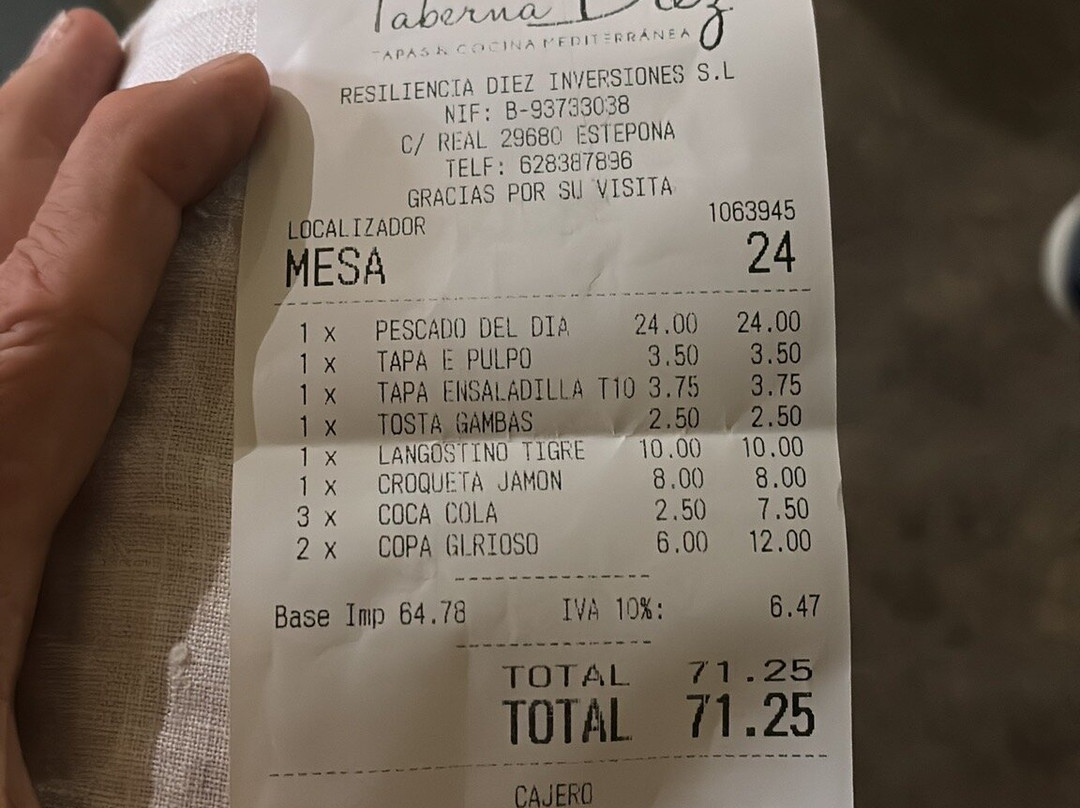 Taberna Diez
TAPAS & COCINA MEDITERRÁNEA
RESILIENCIA DIEZ INVERSIONES S.L
NIF: B-93733038
C/ REAL 29680 ESTEPONA
TELF: 628387896
GRACIAS POR SU VISITA
LOCALIZADOR 1063945
MESA 24
1 x PESCADO DEL DIA 24.00 24.00
1 x TAPA E PULPO 3.50 3.50
1 x TAPA ENSALADILLA T10 3.75 3.75
1 x TOSTA GAMBAS 2.50 2.50
1 x LANGOSTINO TIGRE 10.00 10.00
1 x CROQUETA JAMON 8.00 8.00
3 x COCA COLA 2.50 7.50
2 x COPA GLRIOSO 6.00 12.00
Base Imp 64.78 IVA 10%: 6.47
TOTAL 71.25
TOTAL 71.25
CAJERO